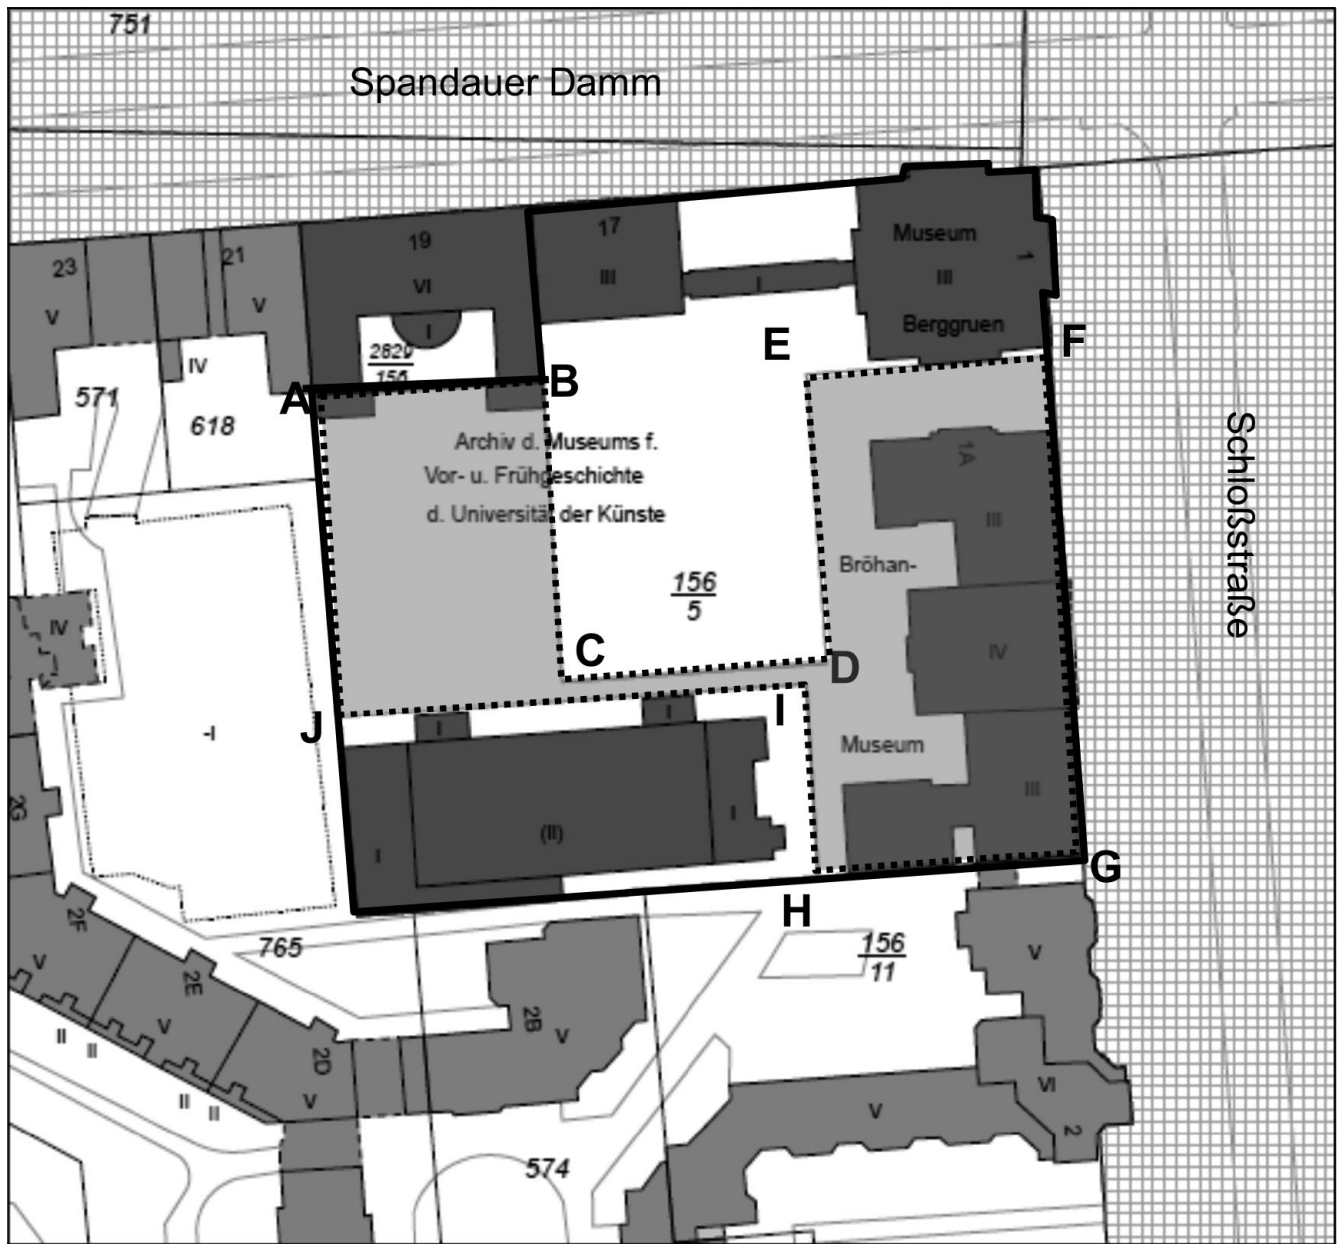 751
Spandauer Damm
Museum
III
Berggruen
1
17
III
I
19
VI
I
2820
21
V
23
V
IV
571
618
A
B
E
F
Archiv d. Museums f.
Vor- u. Frühgeschichte
d. Universität der Künste
1A
III
Schloßstraße
Bröhan-
156
5
IV
IV
C
D
I
J
-I
I
I
Museum
III
2G
I
(II)
I
G
H
2F
V
765
156
11
V
2E
V
2B
V
2D
V
II
II
II
II
VI
2
V
574